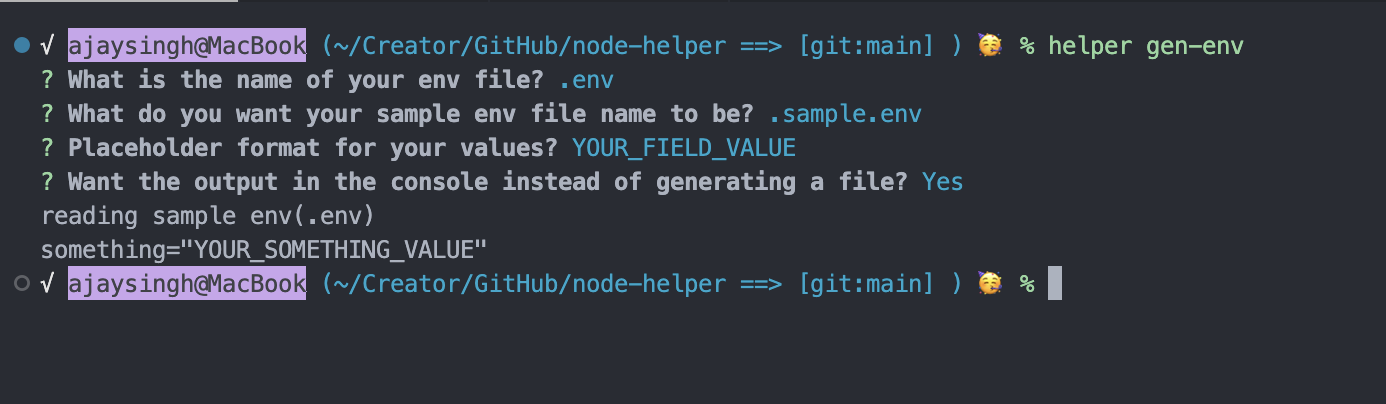 √ ajaysingh@MacBook (~/Creator/GitHub/node-helper ==> [git:main] ) 🥳 % helper gen-env
? What is the name of your env file? .env
? What do you want your sample env file name to be? .sample.env
? Placeholder format for your values? YOUR_FIELD_VALUE
? Want the output in the console instead of generating a file? Yes
reading sample env(.env)
something="YOUR_SOMETHING_VALUE"
√ ajaysingh@MacBook (~/Creator/GitHub/node-helper ==> [git:main] ) 🥳 %